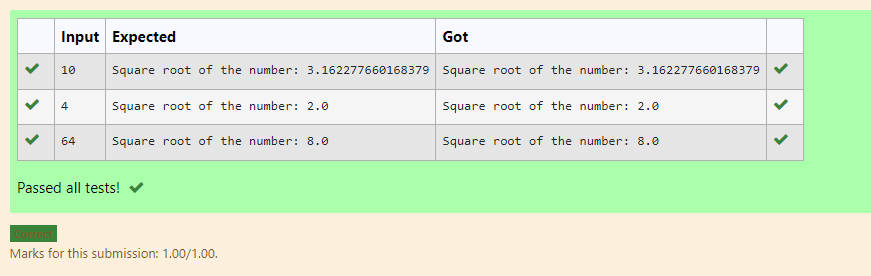 Input Expected Got
10 Square root of the number: 3.162277660168379 Square root of the number: 3.162277660168379
4 Square root of the number: 2.0 Square root of the number: 2.0
64 Square root of the number: 8.0 Square root of the number: 8.0
Passed all tests!
Correct
Marks for this submission: 1.00/1.00.